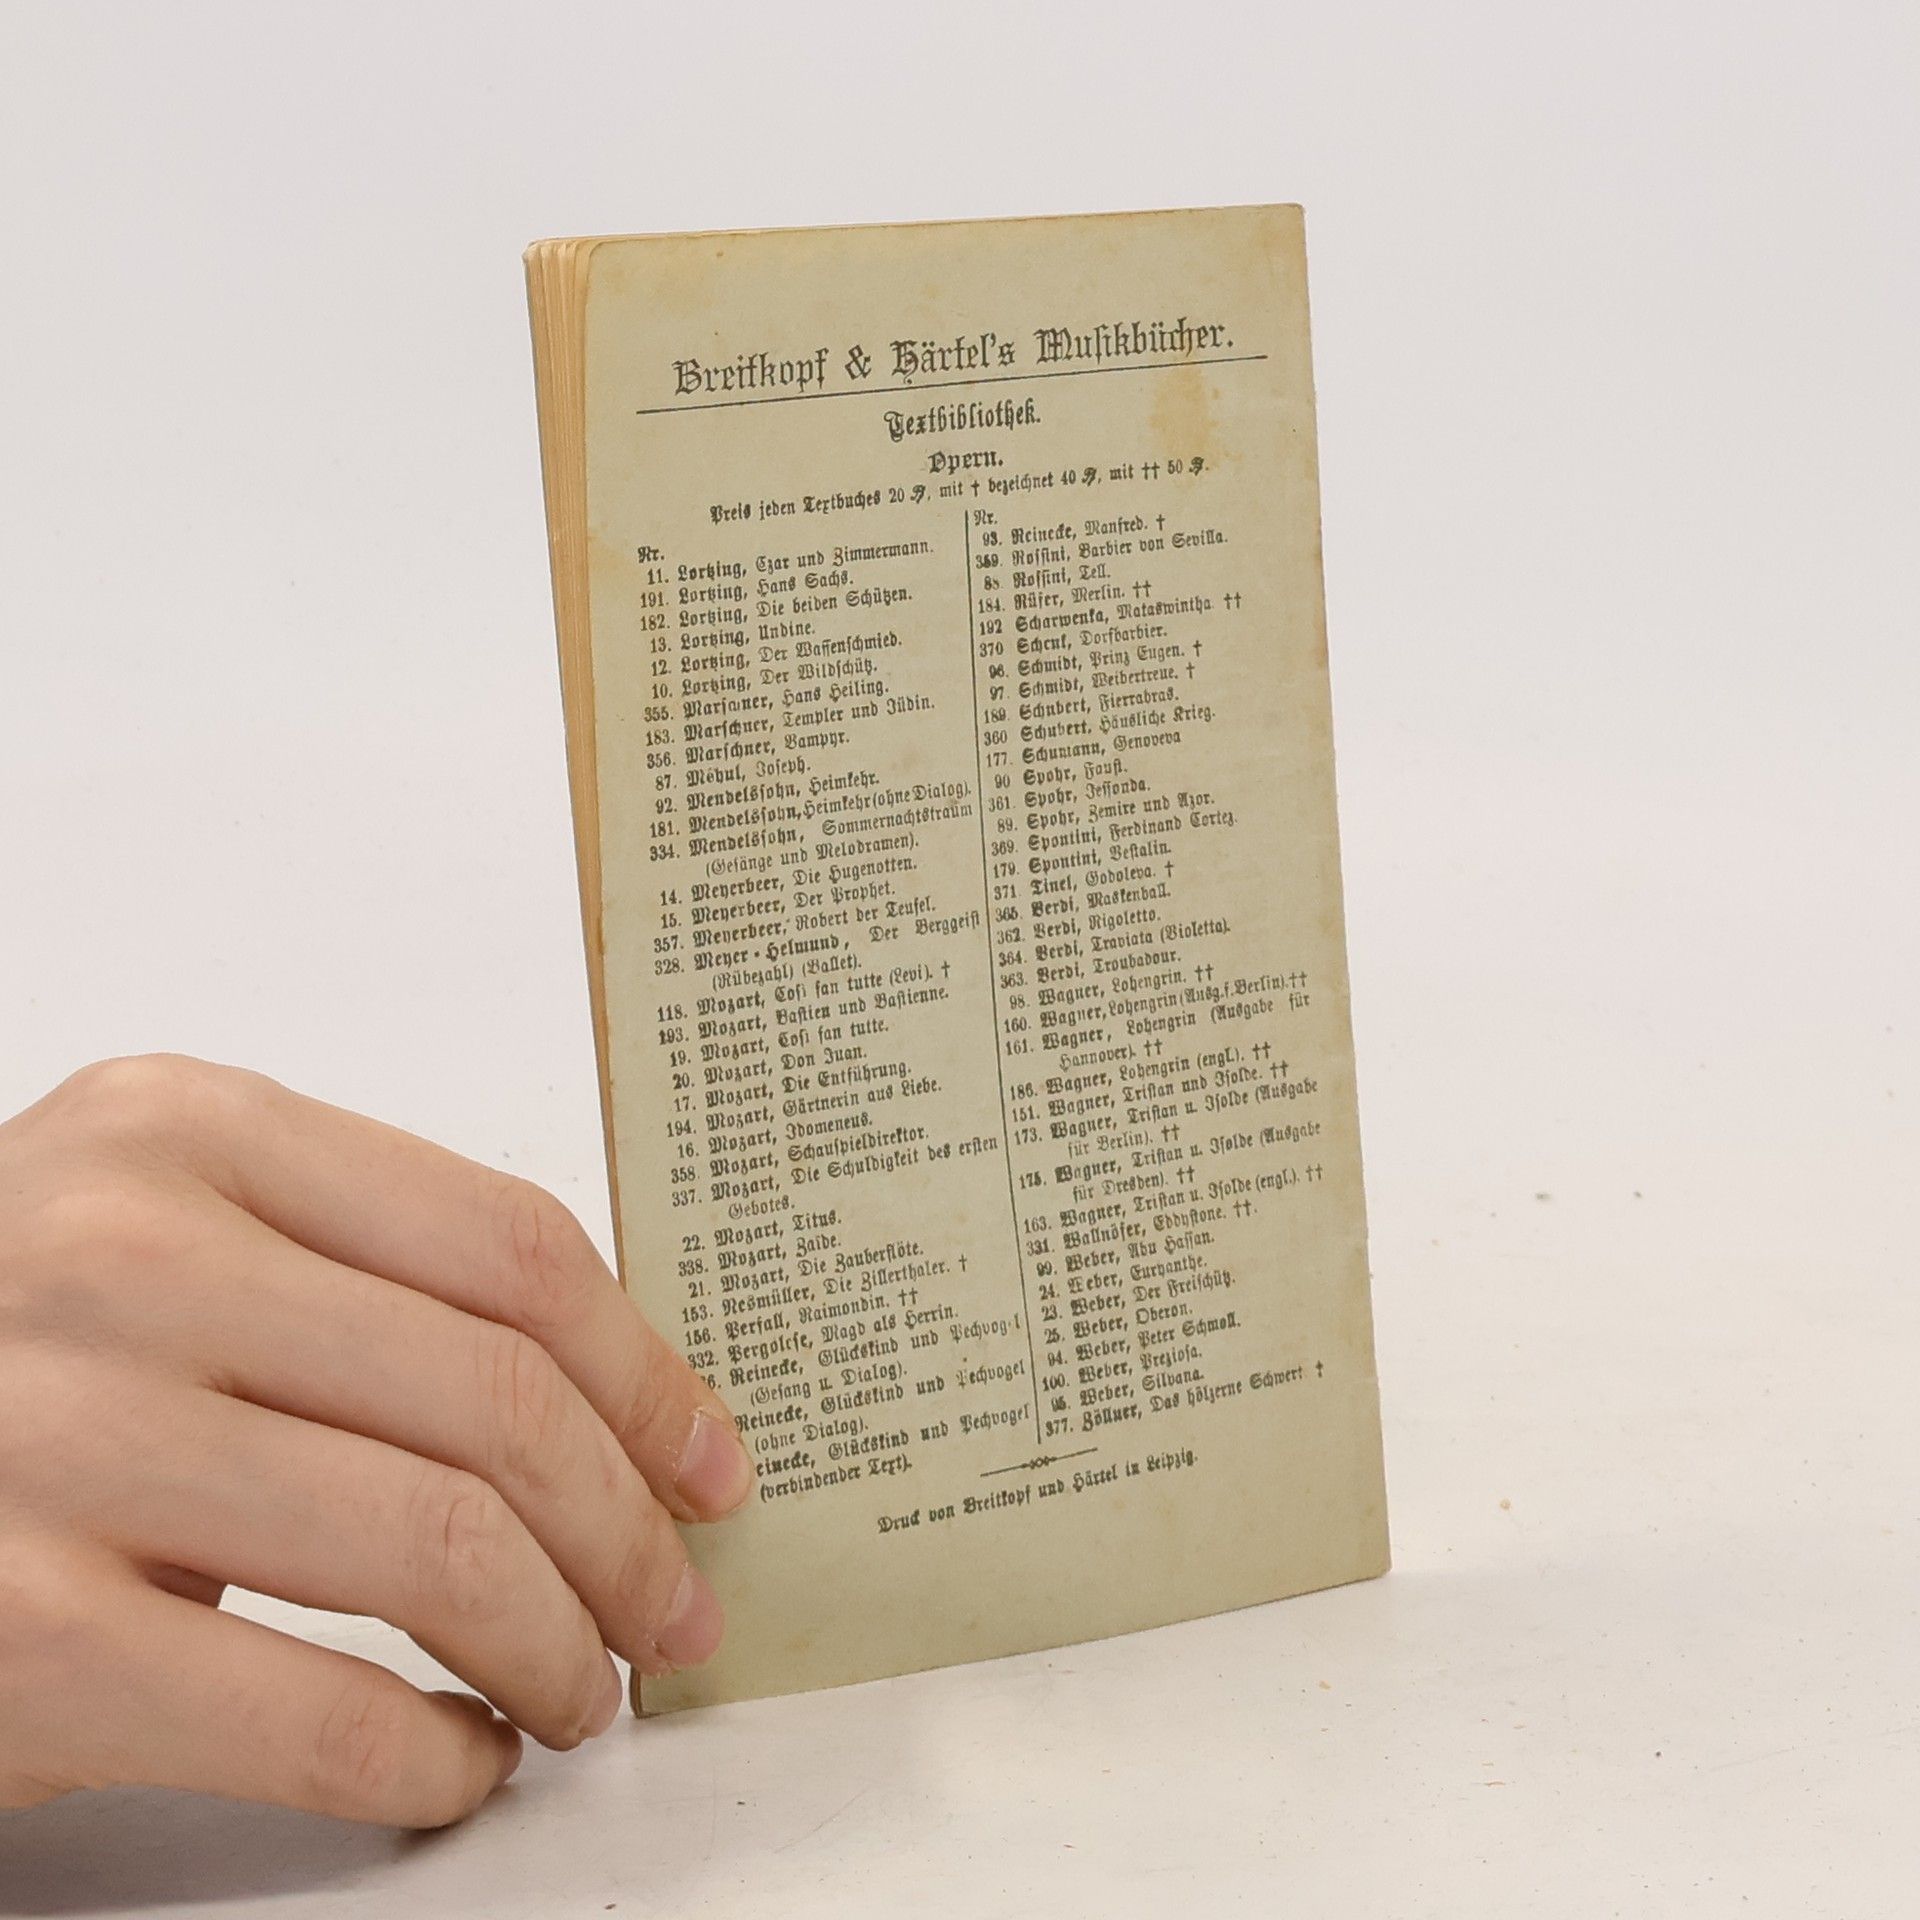 Breitkopf & Härtel's Musikbücher.
Textbibliothek.
Opern.
Preis jeden Textbuches 20 ₰, mit † bezeichnet 40 ₰, mit †† 50 ₰.
Nr.
11. Lortzing, Czar und Zimmermann.
191. Lortzing, Hans Sachs.
182. Lortzing, Die beiden Schützen.
13. Lortzing, Undine.
12. Lortzing, Der Waffenschmied.
10. Lortzing, Der Wildschütz.
355. Marschner, Hans Heiling.
183. Marschner, Templer und Jüdin.
356. Marschner, Vampyr.
87. Méhul, Joseph.
92. Mendelssohn, Heimkehr.
181. Mendelssohn, Heimkehr (ohne Dialog).
334. Mendelssohn, Sommernachtstraum
(Gesänge und Melodramen).
14. Meyerbeer, Die Hugenotten.
15. Meyerbeer, Der Prophet.
357. Meyerbeer, Robert der Teufel.
328. Meyer-Helmund, Der Berggeist
(Rübezahl) (Ballet).
118. Mozart, Cosi fan tutte (Levi). †
193. Mozart, Bastien und Bastienne.
19. Mozart, Cosi fan tutte.
20. Mozart, Don Juan.
17. Mozart, Die Entführung.
194. Mozart, Gärtnerin aus Liebe.
16. Mozart, Idomeneus.
358. Mozart, Schauspieldirektor.
337. Mozart, Die Schuldigkeit des ersten
Gebotes.
22. Mozart, Titus.
338. Mozart, Zaïde.
21. Mozart, Die Zauberflöte.
153. Nesmüller, Die Zillerthaler. †
156. Perfall, Raimondin. ††
332. Pergolese, Magd als Herrin.
6. Reinecke, Glückskind und Pechvogel
(Gesang u. Dialog).
Reinecke, Glückskind und Pechvogel
(ohne Dialog).
einecke, Glückskind und Pechvogel
(verbindender Text).
Nr.
93. Reinecke, Manfred. †
359. Rossini, Barbier von Sevilla.
88. Rossini, Tell.
184. Rüfer, Merlin. ††
192 Scharwenka, Mataswintha ††
370 Schenk, Dorfbarbier.
96. Schmidt, Prinz Eugen. †
97. Schmidt, Weibertreue. †
189. Schubert, Fierrabras.
360 Schubert, Häusliche Krieg.
177. Schumann, Genoveva
90 Spohr, Faust.
361. Spohr, Jessonda.
89. Spohr, Zemire und Azor.
369. Spontini, Ferdinand Cortez.
179. Spontini, Vestalin.
371. Tinel, Godoleva. †
365. Verdi, Maskenball.
362. Verdi, Rigoletto.
364. Verdi, Traviata (Violetta).
363. Verdi, Troubadour.
98. Wagner, Lohengrin. ††
160. Wagner, Lohengrin (Ausg. f. Berlin). ††
161. Wagner, Lohengrin (Ausgabe für
Hannover). ††
186. Wagner, Lohengrin (engl.). ††
151. Wagner, Tristan und Isolde. ††
173. Wagner, Tristan u. Isolde (Ausgabe
für Berlin). ††
175. Wagner, Tristan u. Isolde (Ausgabe
für Dresden). ††
163. Wagner, Tristan u. Isolde (engl.). ††
331. Wallnöfer, Eddystone. ††.
99. Weber, Abu Hassan.
24. Weber, Euryanthe.
23. Weber, Der Freischütz.
25. Weber, Oberon.
94. Weber, Peter Schmoll.
100. Weber, Preziosa.
95. Weber, Silvana.
377. Zöllner, Das hölzerne Schwert †
Druck von Breitkopf und Härtel in Leipzig.